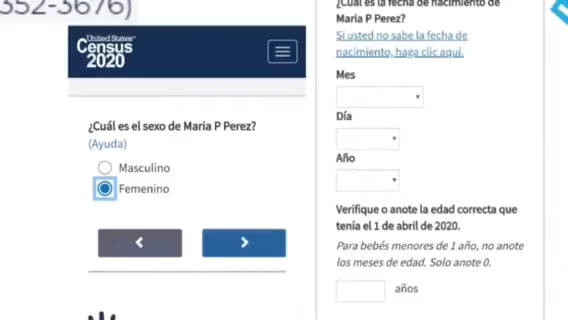 352-3676)
United States®
Census
2020
¿Cuál es el sexo de Maria P Perez?
(Ayuda)
Masculino
Femenino
¿Cuál es la fecha de nacimiento de
Maria P Perez?
Si usted no sabe la fecha de
nacimiento, haga clic aquí.
Mes
Día
Año
Verifique o anote la edad correcta que
tenía el 1 de abril de 2020.
Para bebés menores de 1 año, no anote
los meses de edad. Solo anote 0.
años